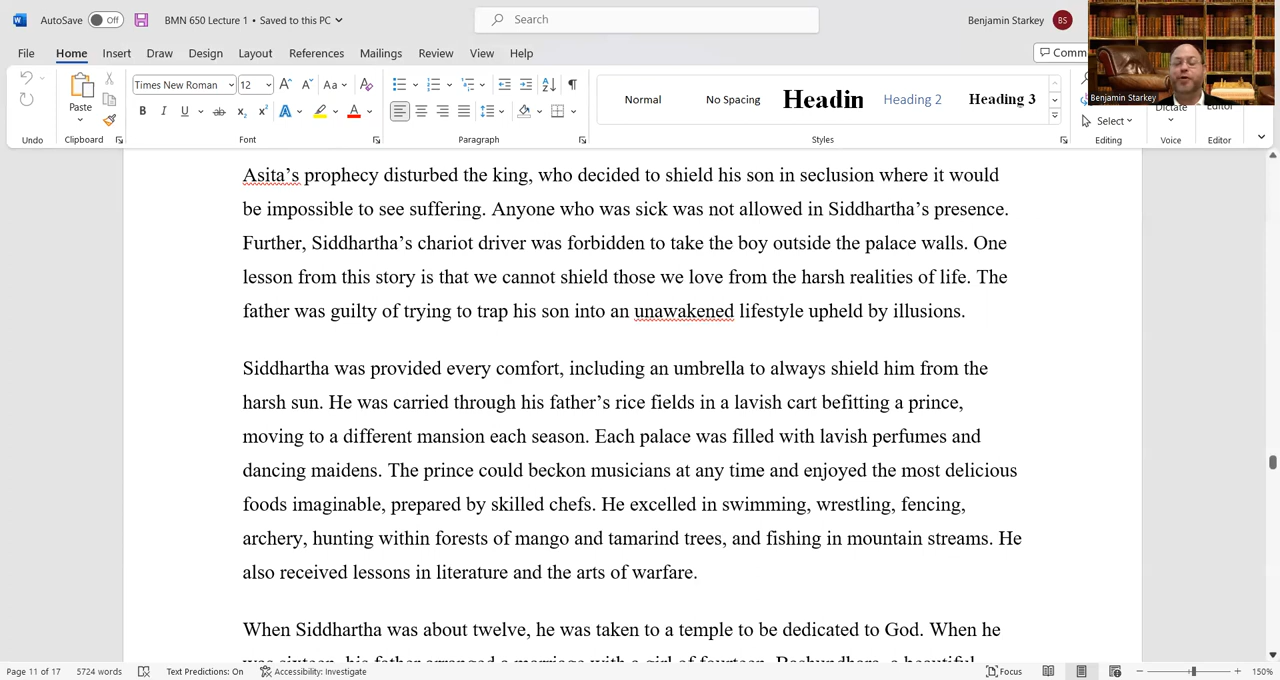 AutoSave Off BMN 650 Lecture 1 • Saved to this PC Search Benjamin Starkey BS
File Home Insert Draw Design Layout References Mailings Review View Help
Times New Roman 12 Aa Normal No Spacing Headin Heading 2 Heading 3
Paste
B I U ab x₂ x² A A
Dictate Editor
Select
Undo Clipboard Font Paragraph Styles Editing Voice Editor
Benjamin Starkey
Asita’s prophecy disturbed the king, who decided to shield his son in seclusion where it would
be impossible to see suffering. Anyone who was sick was not allowed in Siddhartha’s presence.
Further, Siddhartha’s chariot driver was forbidden to take the boy outside the palace walls. One
lesson from this story is that we cannot shield those we love from the harsh realities of life. The
father was guilty of trying to trap his son into an unawakened lifestyle upheld by illusions.
Siddhartha was provided every comfort, including an umbrella to always shield him from the
harsh sun. He was carried through his father’s rice fields in a lavish cart befitting a prince,
moving to a different mansion each season. Each palace was filled with lavish perfumes and
dancing maidens. The prince could beckon musicians at any time and enjoyed the most delicious
foods imaginable, prepared by skilled chefs. He excelled in swimming, wrestling, fencing,
archery, hunting within forests of mango and tamarind trees, and fishing in mountain streams. He
also received lessons in literature and the arts of warfare.
When Siddhartha was about twelve, he was taken to a temple to be dedicated to God. When he
Page 11 of 17 5724 words Text Predictions: On Accessibility: Investigate Focus 150%